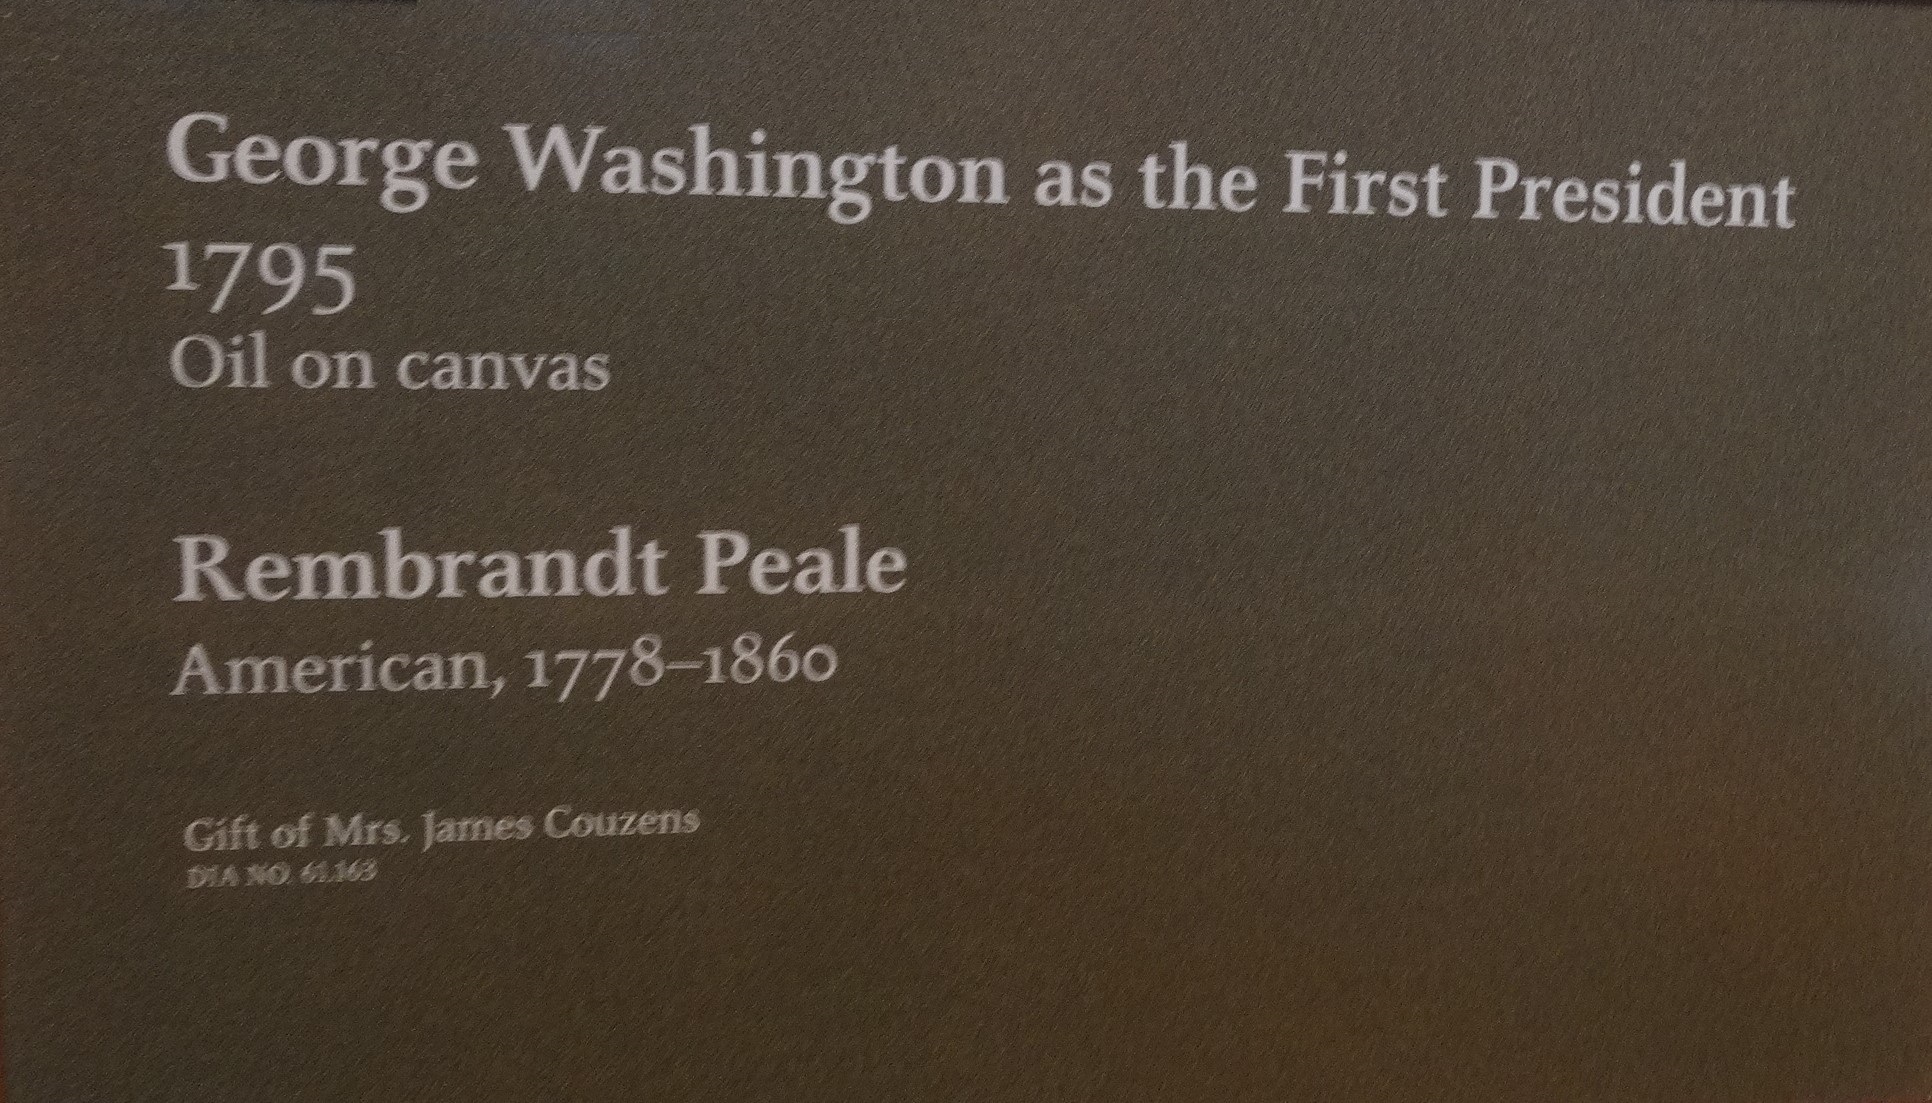 George Washington as the First President
1795
Oil on canvas
Rembrandt Peale
American, 1778–1860
Gift of Mrs. James Couzens
DIA NO. 61.163